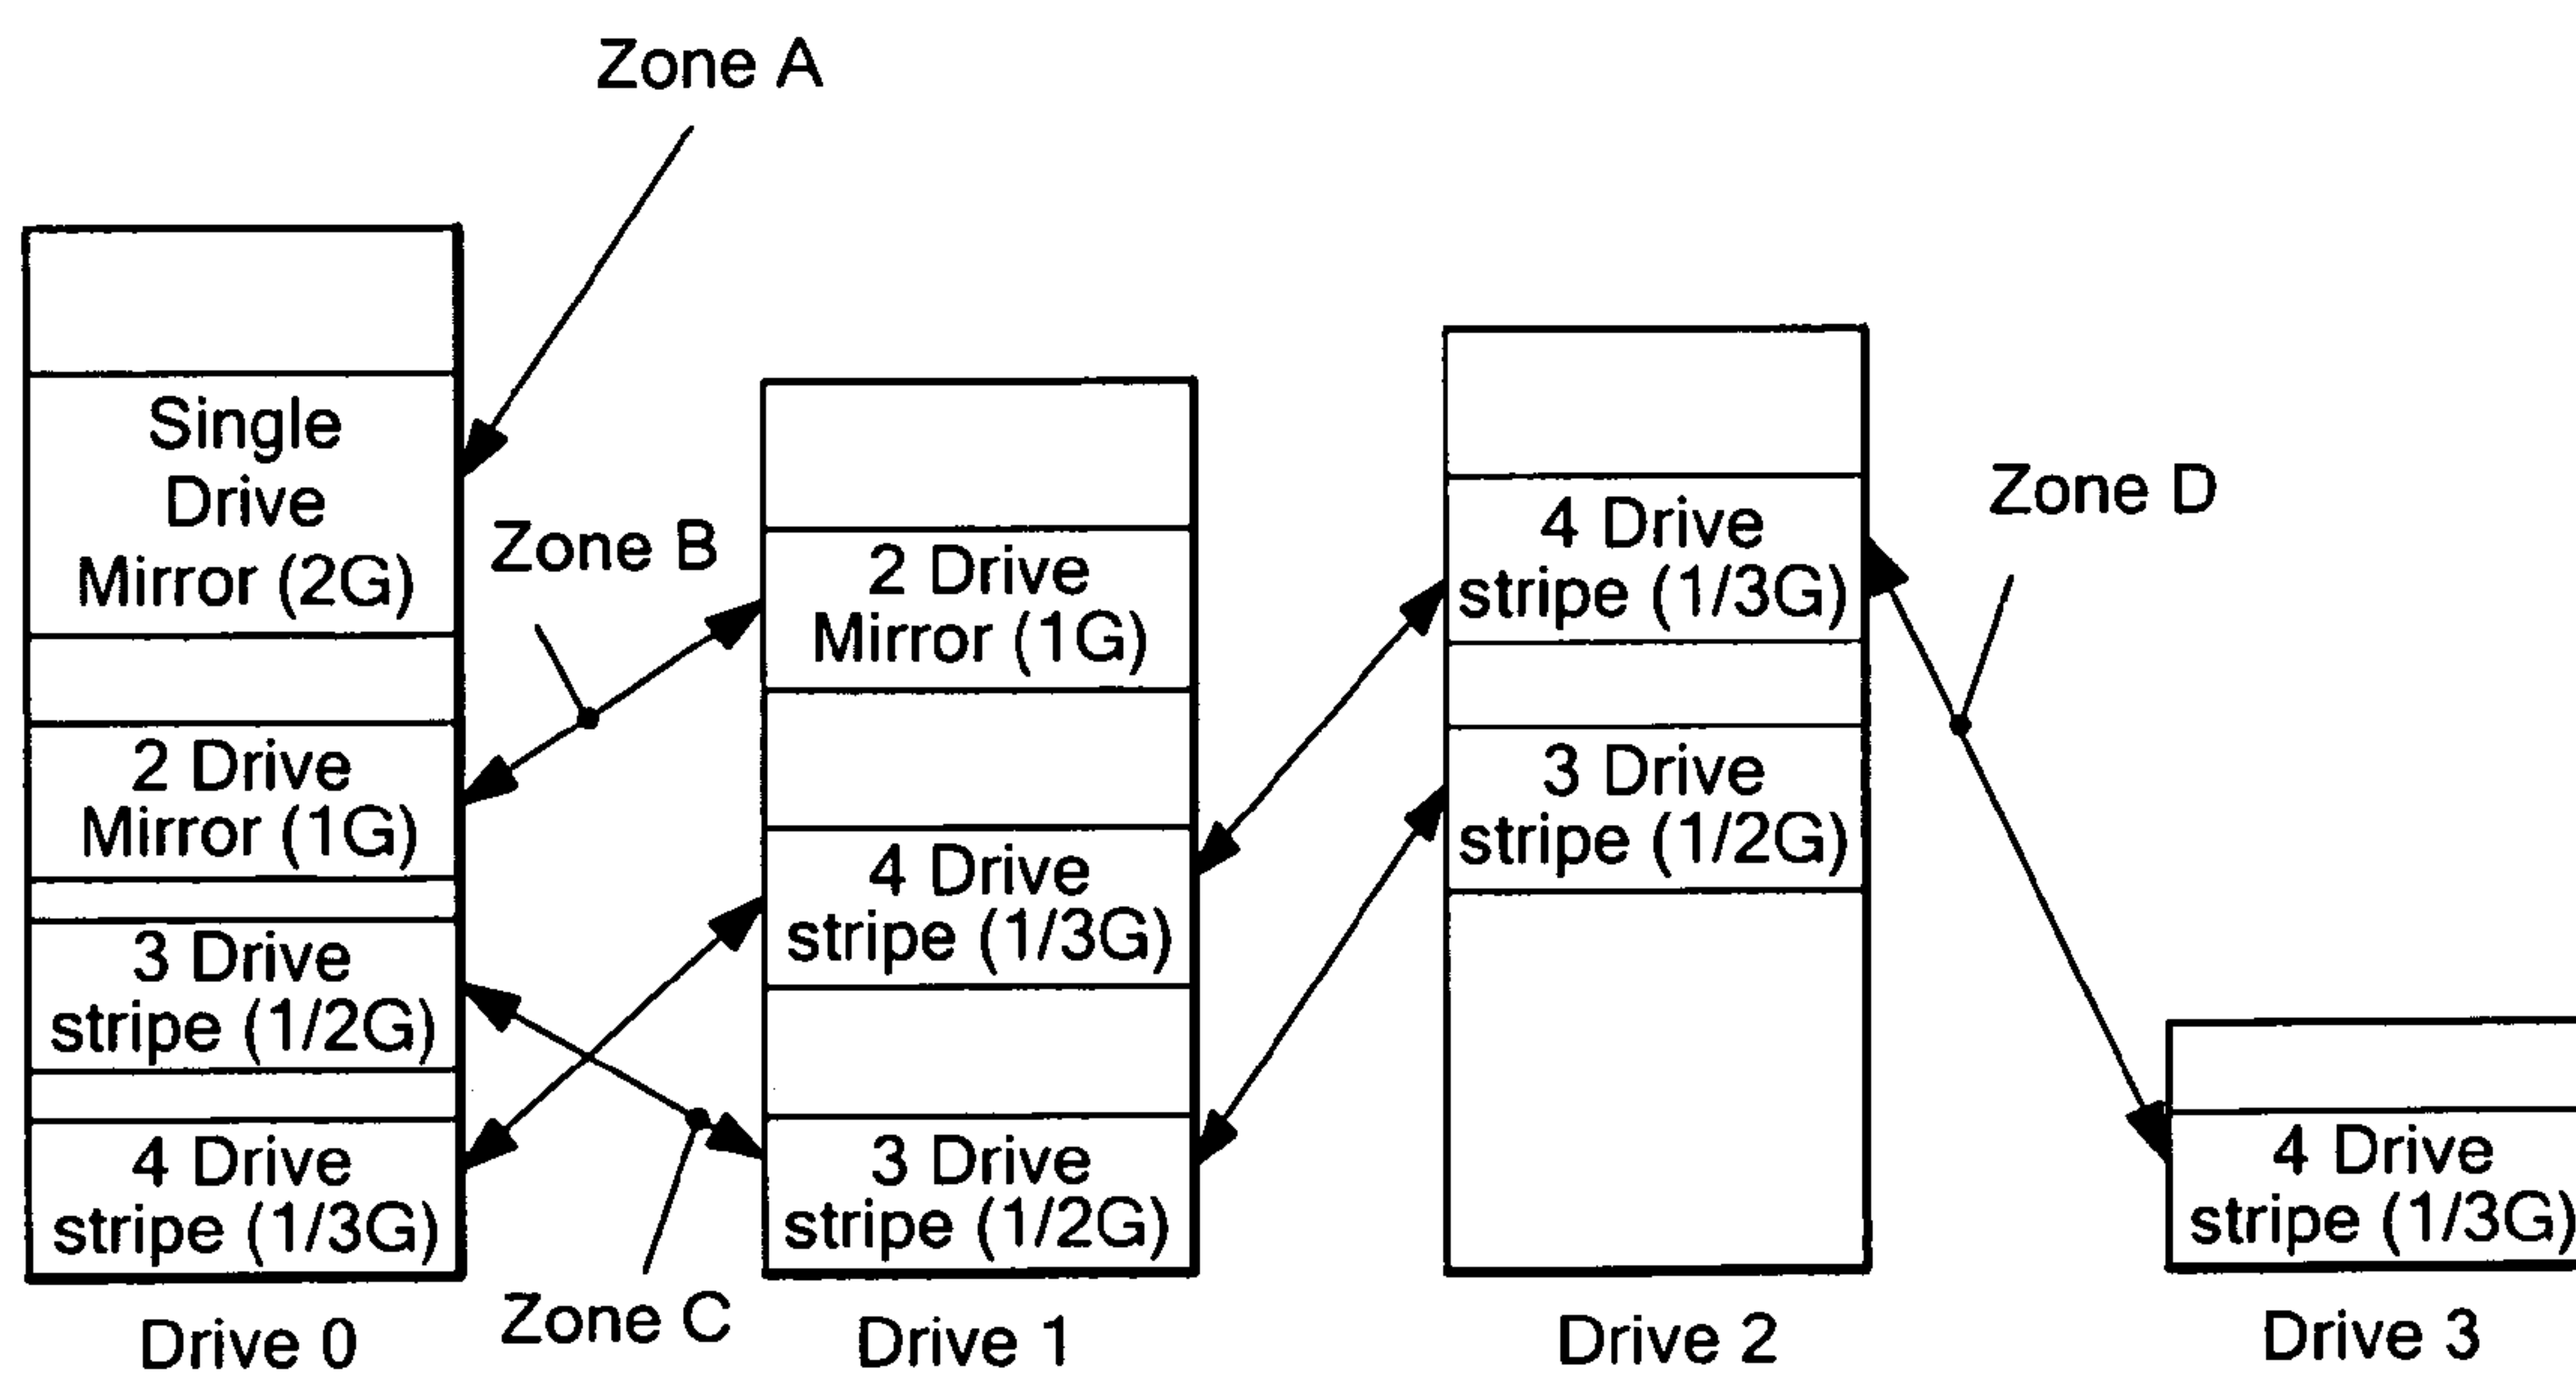 Zone A
Single
Drive
Mirror (2G)
2 Drive
Mirror (1G)
3 Drive
stripe (1/2G)
4 Drive
stripe (1/3G)
Drive 0
Zone B
Zone C
2 Drive
Mirror (1G)
4 Drive
stripe (1/3G)
3 Drive
stripe (1/2G)
Drive 1
4 Drive
stripe (1/3G)
3 Drive
stripe (1/2G)
Drive 2
Zone D
4 Drive
stripe (1/3G)
Drive 3